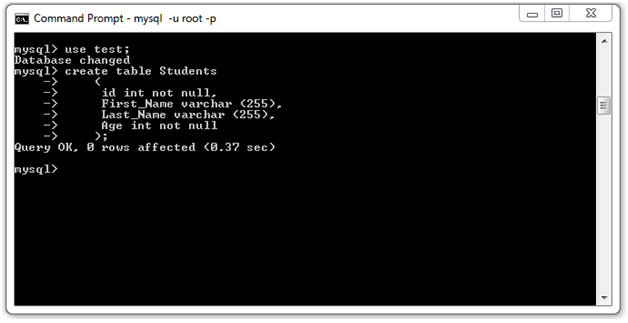 Command Prompt - mysql -u root -p
mysql> use test;
Database changed
mysql> create table Students
    ->     (
    ->      id int not null,
    ->      First_Name varchar (255),
    ->      Last_Name varchar (255),
    ->      Age int not null
    ->     );
Query OK, 0 rows affected (0.37 sec)
mysql>